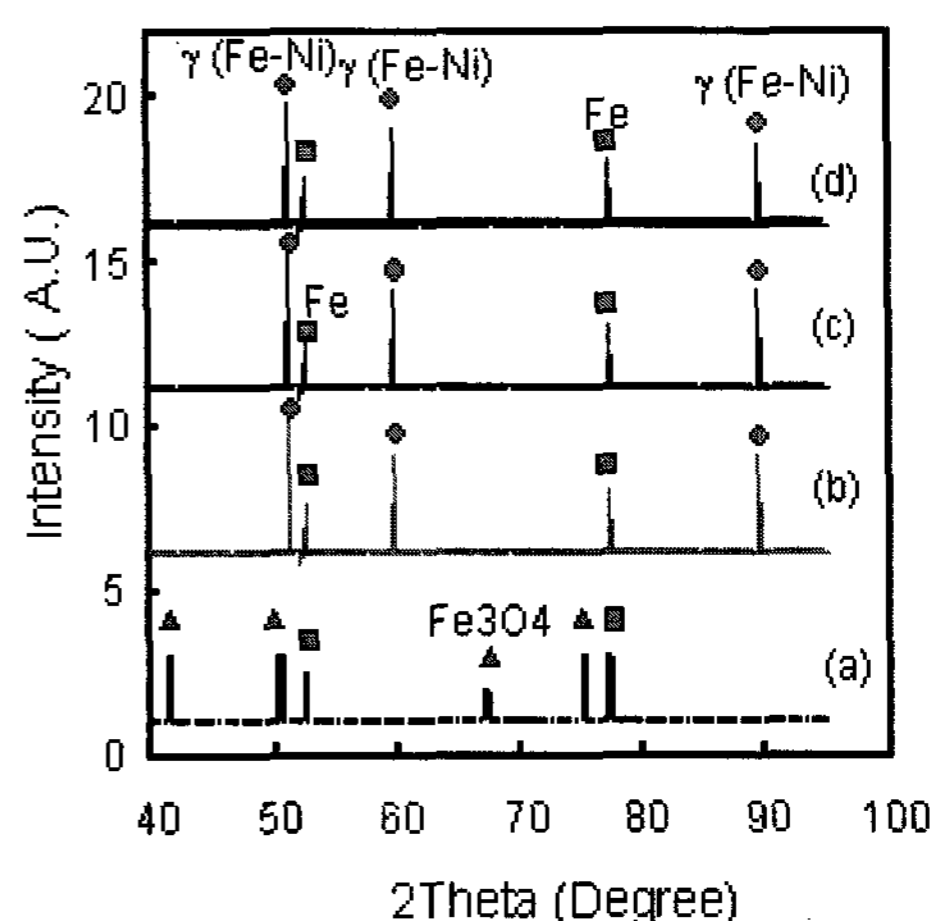 γ (Fe-Ni) γ (Fe-Ni)
γ (Fe-Ni)
Fe
20
(d)
15
Fe
(c)
10
(b)
5
Fe3O4
(a)
0
40 50 60 70 80 90 100
2Theta (Degree)
Intensity ( A.U.)